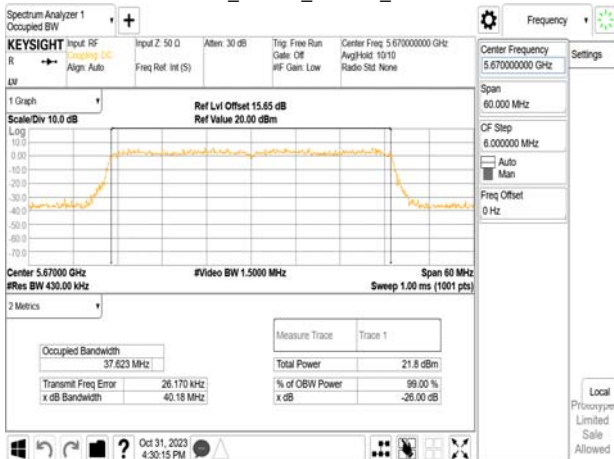 Spectrum Analyzer 1
Occupied BW
+
Frequency
KEYSIGHT Input: RF
R
Coupling: DC
Align: Auto
LXI
Input Z: 50 Ω
Freq Ref: Int (S)
Atten: 30 dB
Trig: Free Run
Gate: Off
#IF Gain: Low
Center Freq: 5.670000000 GHz
Avg|Hold: 10/10
Radio Std: None
Center Frequency
5.670000000 GHz
Settings
Span
60.000 MHz
CF Step
6.000000 MHz
Auto
Man
Freq Offset
0 Hz
1 Graph
Scale/Div 10.0 dB
Ref Lvl Offset 15.65 dB
Ref Value 20.00 dBm
Log
10.0
0.00
-10.0
-20.0
-30.0
-40.0
-50.0
-60.0
-70.0
Center 5.67000 GHz
#Res BW 430.00 kHz
#Video BW 1.5000 MHz
Span 60 MHz
Sweep 1.00 ms (1001 pts)
2 Metrics
Measure Trace Trace 1
Occupied Bandwidth
37.623 MHz
Total Power 21.8 dBm
Transmit Freq Error 26.170 kHz
% of OBW Power 99.00 %
x dB Bandwidth 40.18 MHz
x dB -26.00 dB
Local
Prototype
Limited
Sale
Allowed
?
Oct 31, 2023
4:30:15 PM